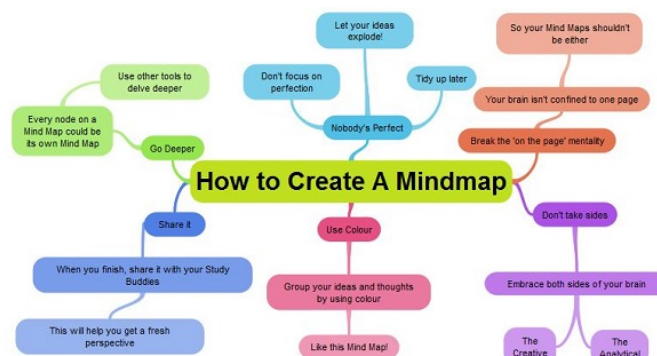 How to Create A Mindmap
Nobody's Perfect
Let your ideas
explode!
Don't focus on
perfection
Tidy up later
Break the 'on the page' mentality
Your brain isn't confined to one page
So your Mind Maps shouldn't
be either
Don't take sides
Embrace both sides of your brain
The
Creative
The
Analytical
Use Colour
Group your ideas and thoughts
by using colour
Like this Mind Map!
Share it
When you finish, share it with your Study
Buddies
This will help you get a fresh
perspective
Go Deeper
Every node on a
Mind Map could be
its own Mind Map
Use other tools to
delve deeper